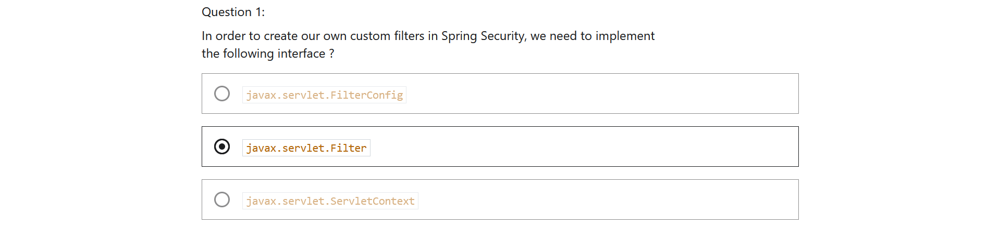 Question 1:
In order to create our own custom filters in Spring Security, we need to implement
the following interface ?
javax.servlet.FilterConfig
javax.servlet.Filter
javax.servlet.ServletContext